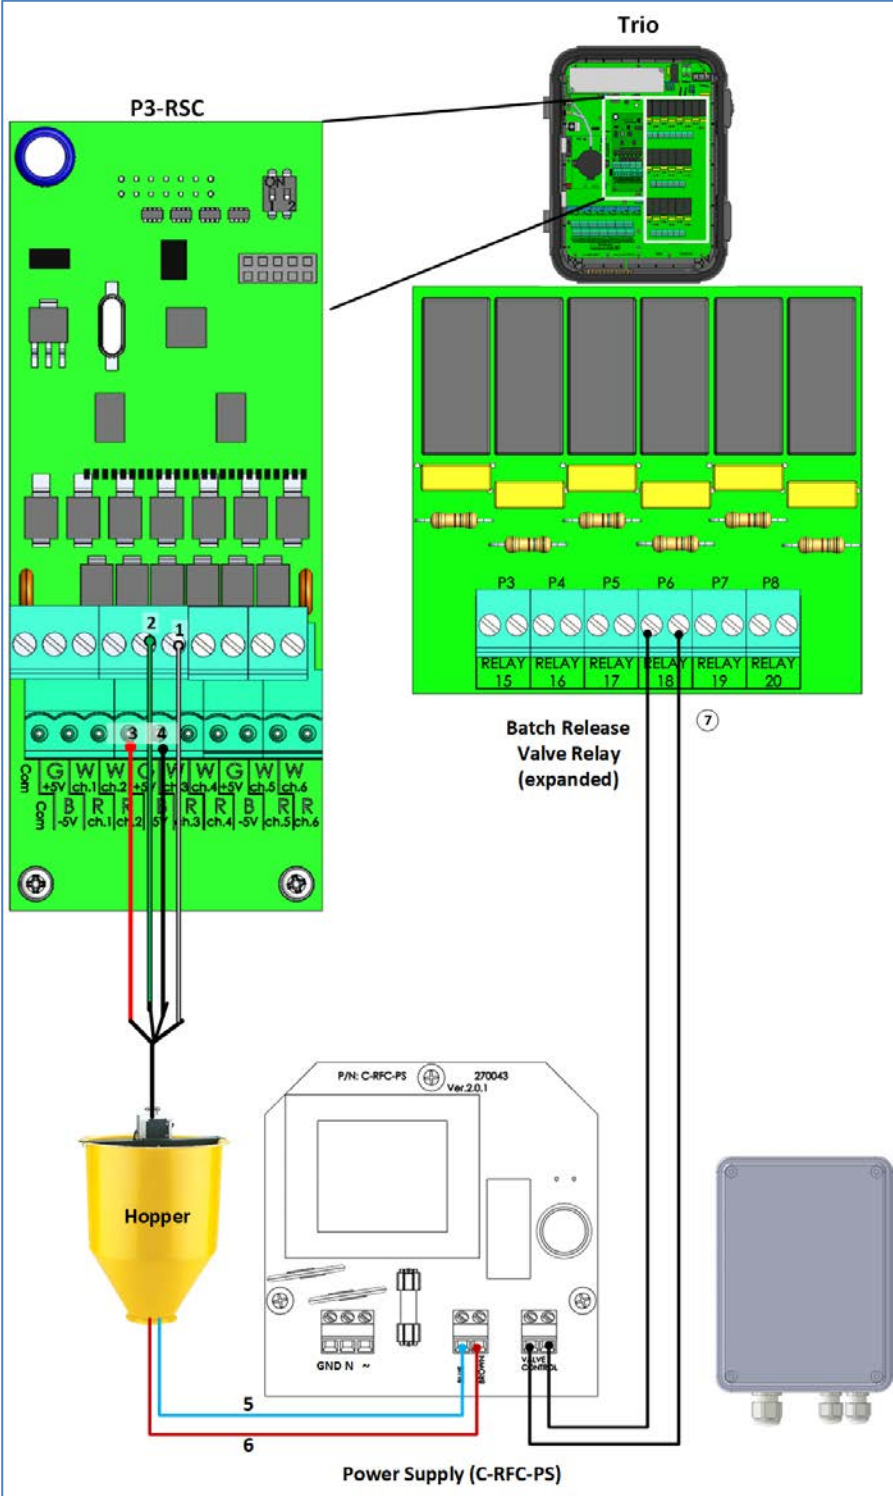 Trio
P3-RSC
ON
1 2
P3 P4 P5 P6 P7 P8
RELAY 15 RELAY 16 RELAY 17 RELAY 18 RELAY 19 RELAY 20
2 1
3 4
Com G +5V W ch.1 W ch.2 G +5V W ch.3 W ch.4 G +5V W ch.5 W ch.6
Com B -5V R ch.1 R ch.2 B -5V R ch.3 R ch.4 B -5V R ch.5 R ch.6
7
Batch Release
Valve Relay
(expanded)
P/N: C-RFC-PS 270043
Ver.2.0.1
Hopper
GND N ~
BLUE
BROWN
VALVE
CONTROL
5
6
Power Supply (C-RFC-PS)